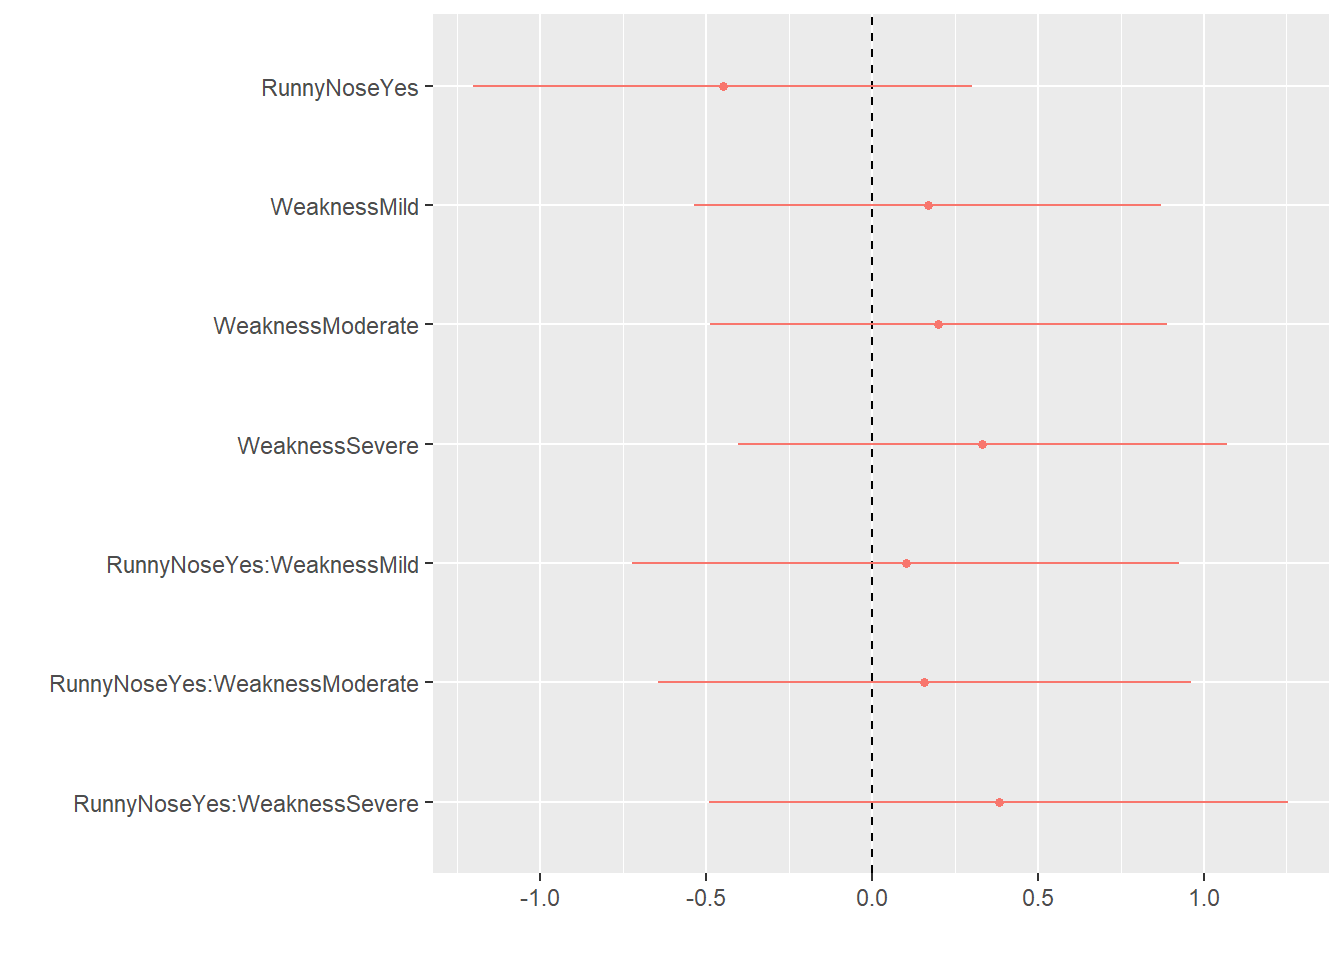 RunnyNoseYes
WeaknessMild
WeaknessModerate
WeaknessSevere
RunnyNoseYes:WeaknessMild
RunnyNoseYes:WeaknessModerate
RunnyNoseYes:WeaknessSevere
-1.0 -0.5 0.0 0.5 1.0